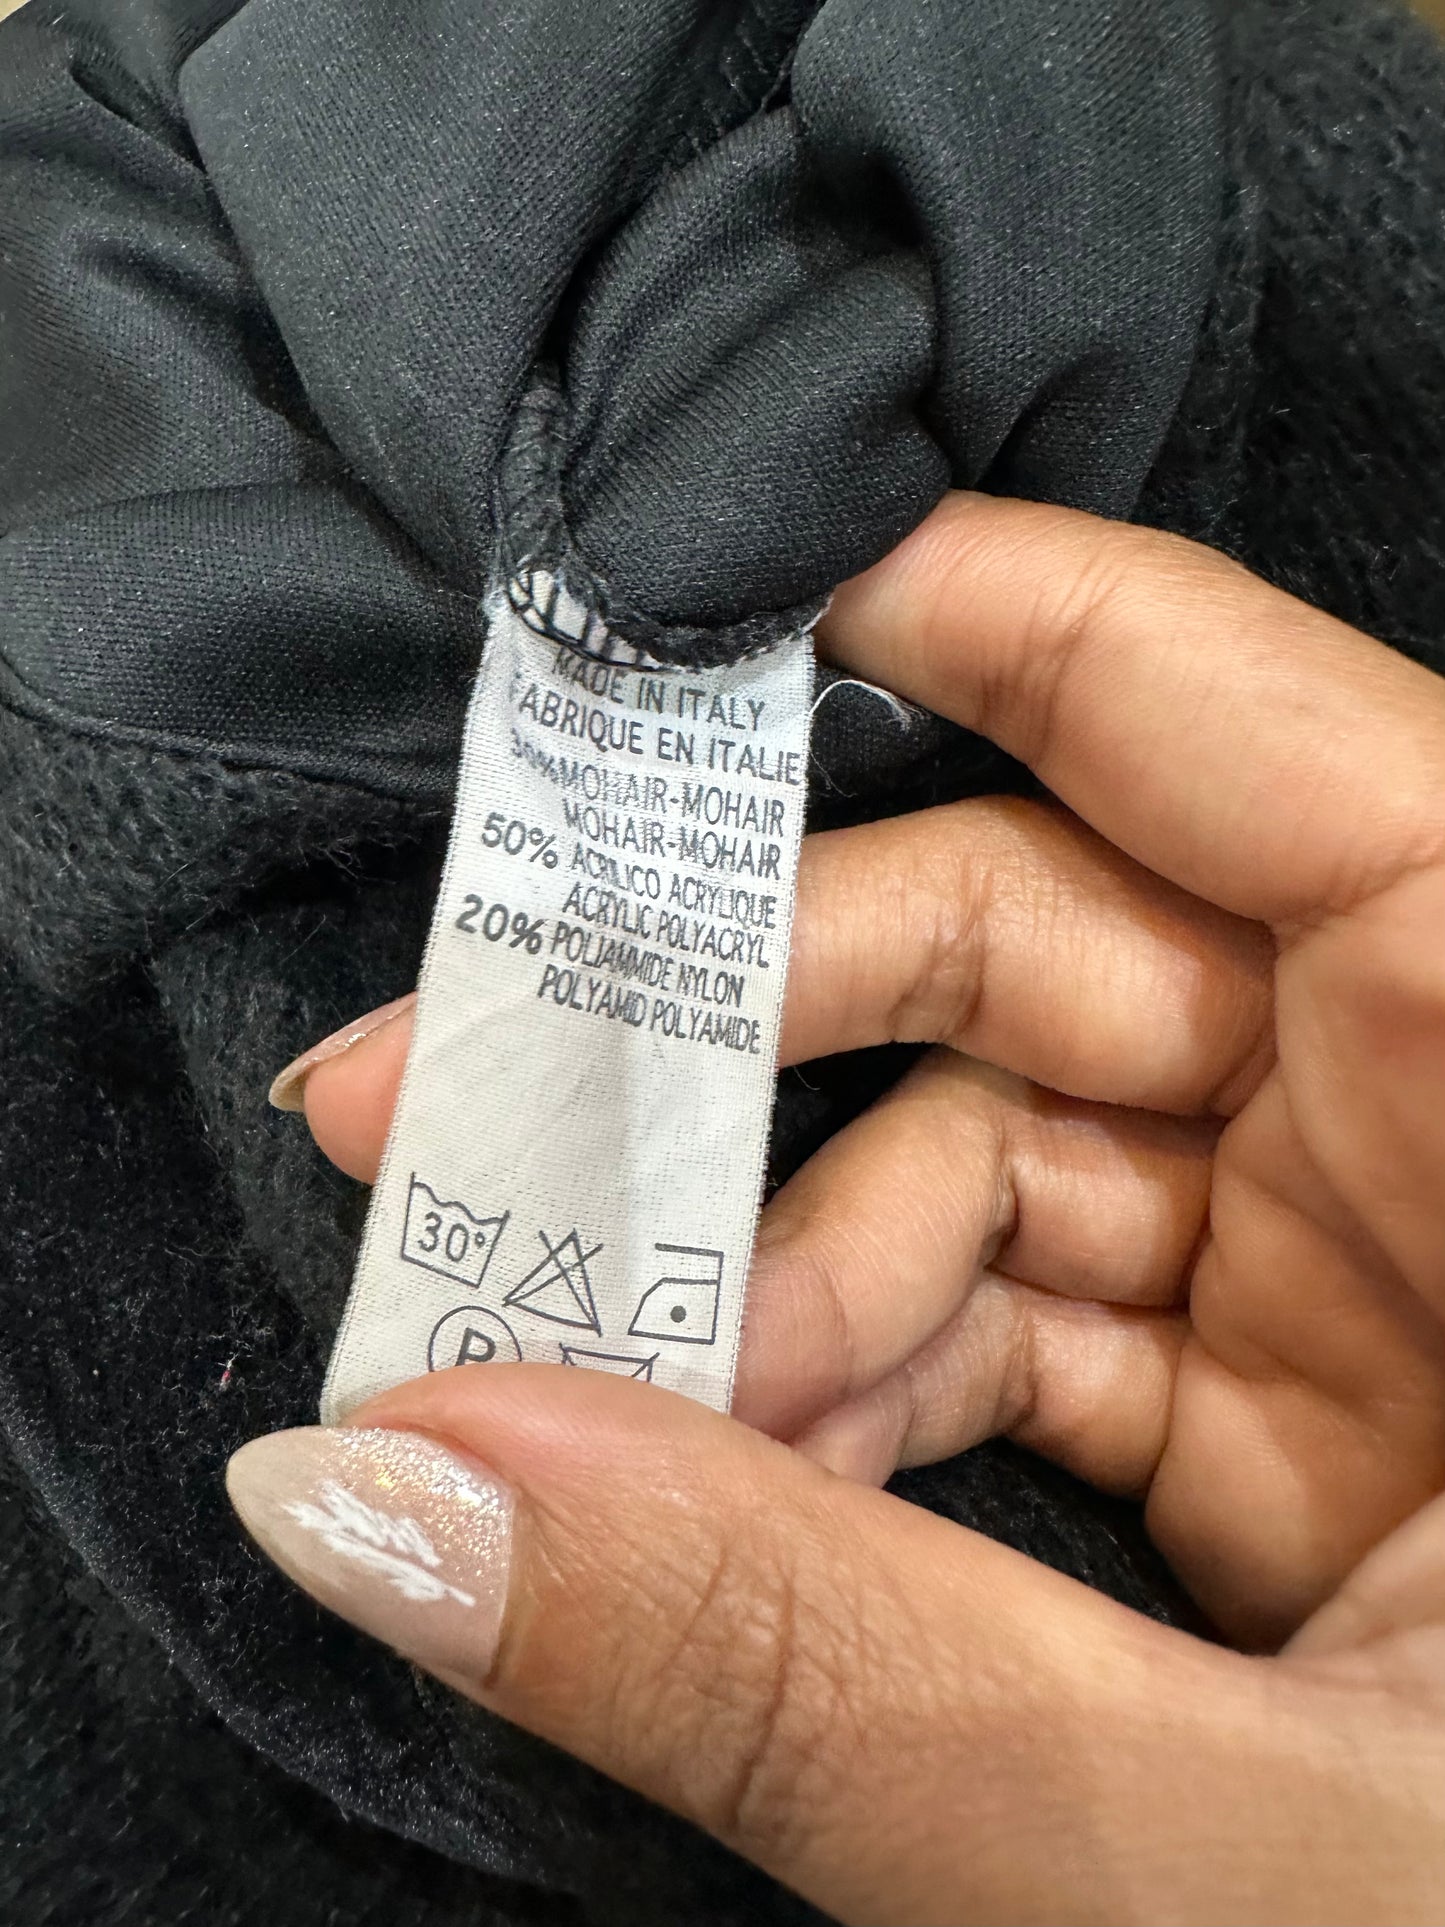 MADE IN ITALY
FABRIQUE EN ITALIE
30% MOHAIR-MOHAIR
MOHAIR-MOHAIR
50% ACRILICO ACRYLIQUE
ACRYLIC POLYACRYL
20% POLIAMMIDE NYLON
POLYAMID POLYAMIDE
30°
P